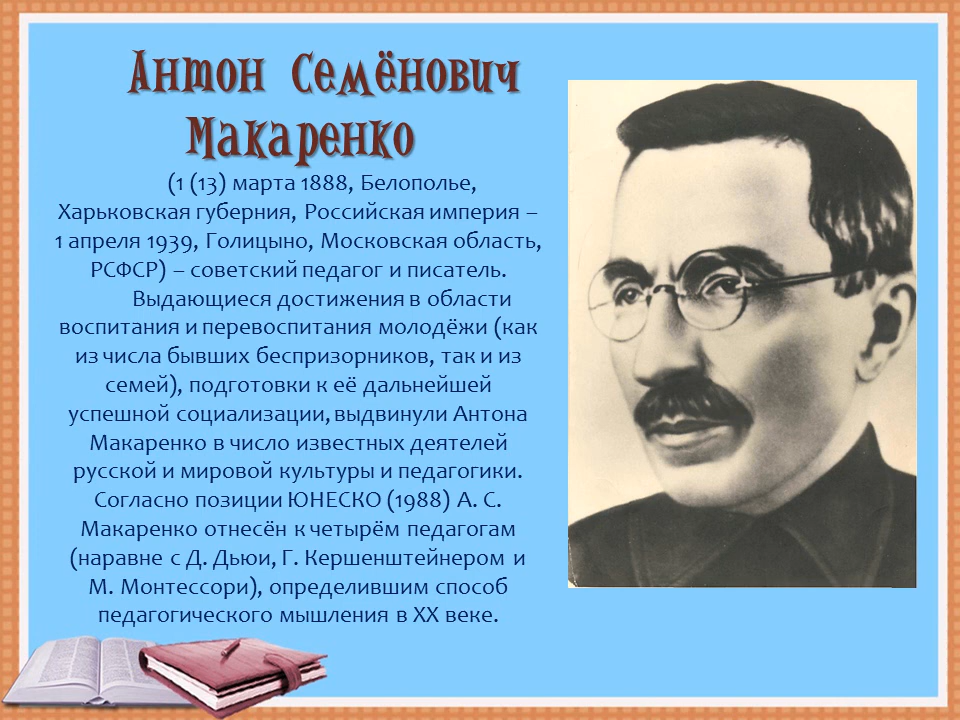 Антон Семёнович
Макаренко
(1 (13) марта 1888, Белополье,
Харьковская губерния, Российская империя –
1 апреля 1939, Голицыно, Московская область,
РСФСР) – советский педагог и писатель.
Выдающиеся достижения в области
воспитания и перевоспитания молодёжи (как
из числа бывших беспризорников, так и из
семей), подготовки к её дальнейшей
успешной социализации, выдвинули Антона
Макаренко в число известных деятелей
русской и мировой культуры и педагогики.
Согласно позиции ЮНЕСКО (1988) А. С.
Макаренко отнесён к четырём педагогам
(наравне с Д. Дьюи, Г. Кершенштейнером и
М. Монтессори), определившим способ
педагогического мышления в ХХ веке.